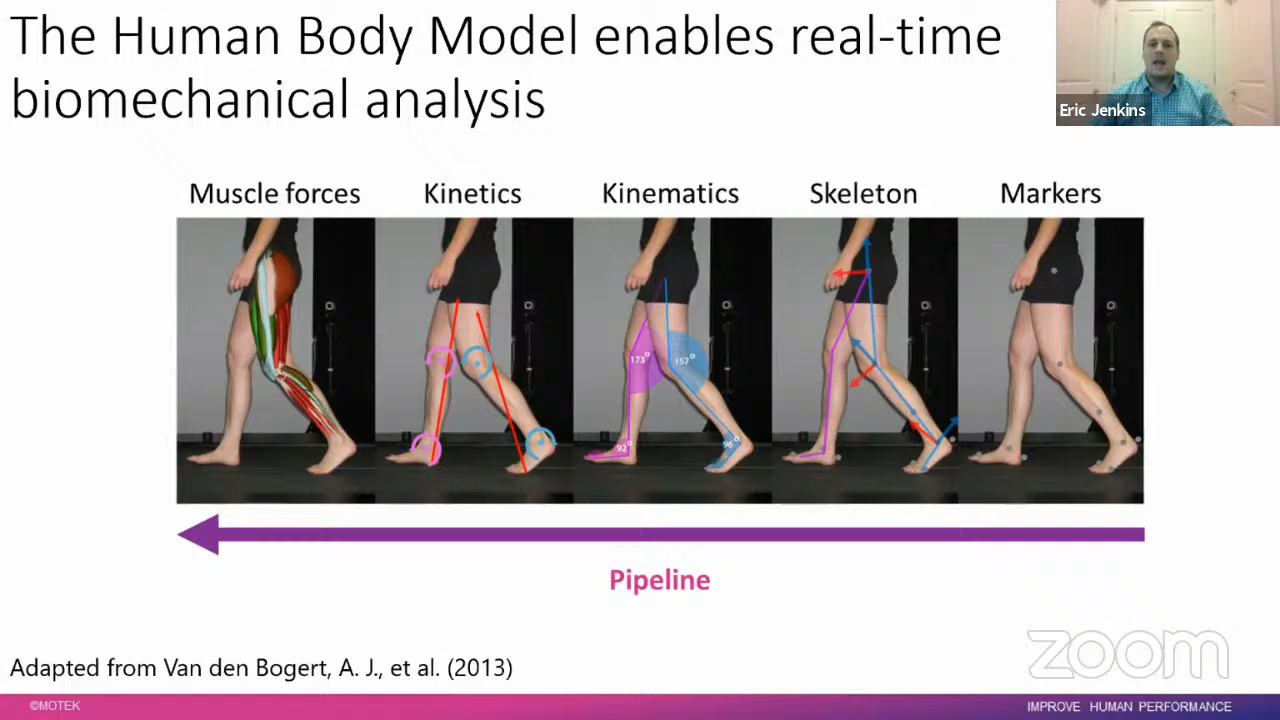 The Human Body Model enables real-time
biomechanical analysis
Eric Jenkins
Muscle forces
Kinetics
Kinematics
Skeleton
Markers
173°
157°
92°
96°
Pipeline
zoom
Adapted from Van den Bogert, A. J., et al. (2013)
©MOTEK
IMPROVE HUMAN PERFORMANCE